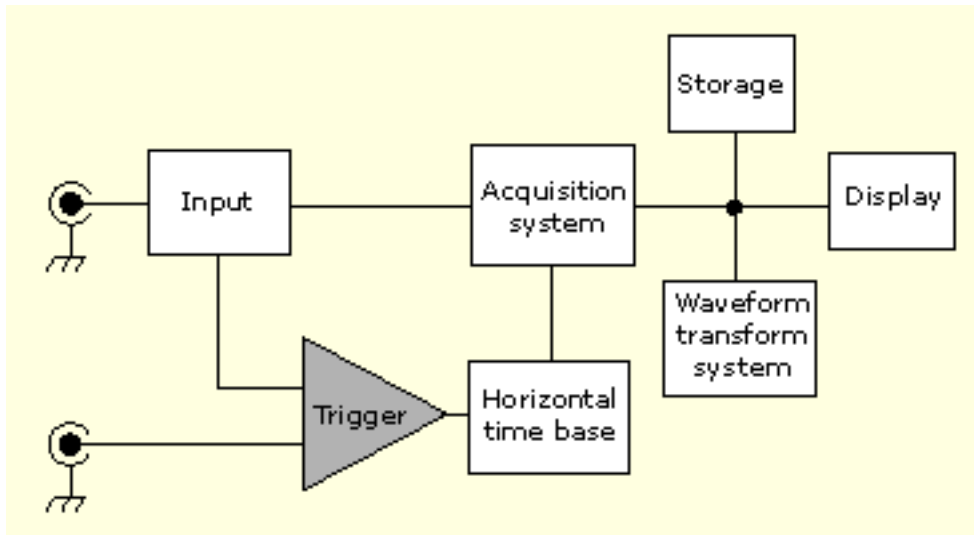 Storage
Input
Acquisition
system
Display
Waveform
transform
system
Trigger
Horizontal
time base